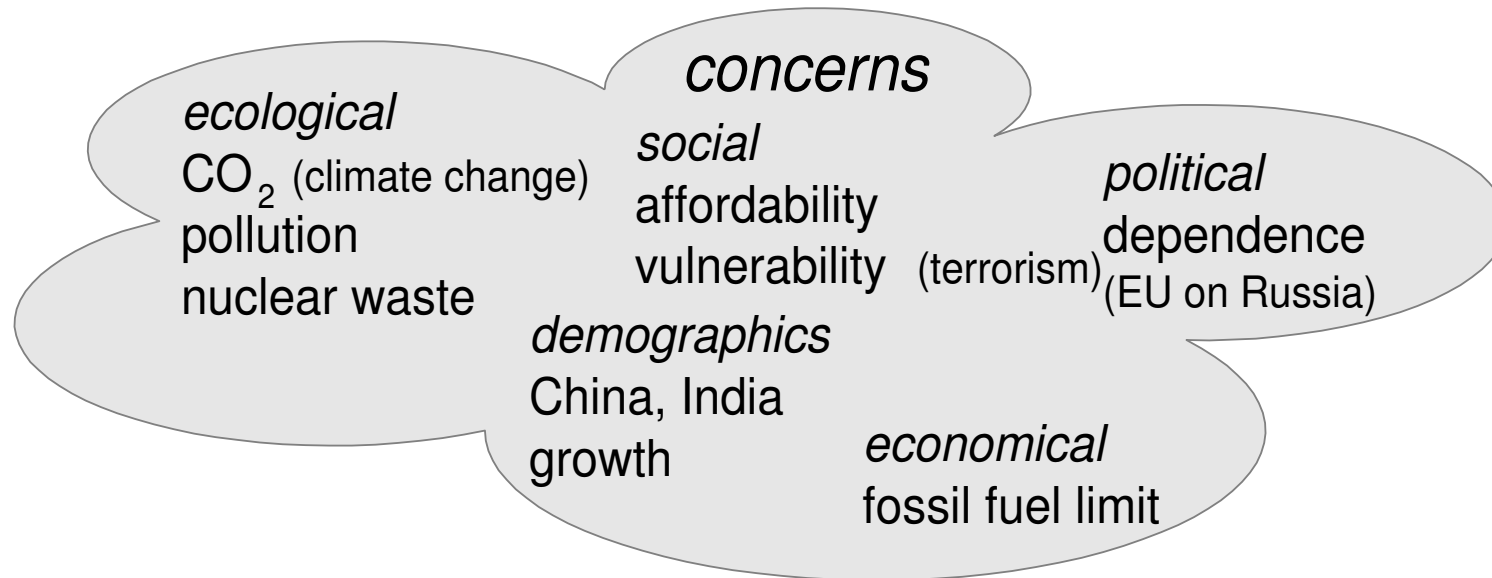 concerns
ecological
CO₂ (climate change)
pollution
nuclear waste
social
affordability
vulnerability (terrorism)
political
dependence
(EU on Russia)
demographics
China, India
growth
economical
fossil fuel limit